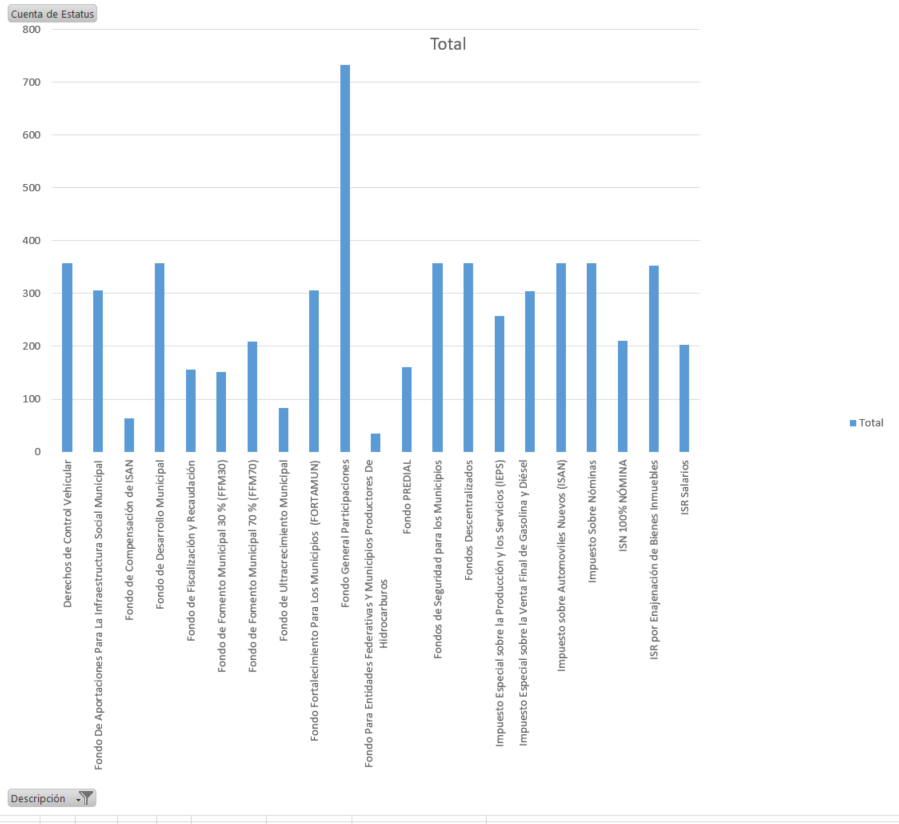 Cuenta de Estatus
Total
800
700
600
500
400
300
200
100
0
Derechos de Control Vehícular
Fondo De Aportaciones Para La Infraestructura Social Municipal
Fondo de Compensación de ISAN
Fondo de Desarrollo Municipal
Fondo de Fiscalización y Recaudación
Fondo de Fomento Municipal 30 % (FFM30)
Fondo de Fomento Municipal 70 % (FFM70)
Fondo de Ultracrecimiento Municipal
Fondo Fortalecimiento Para Los Municipios (FORTAMUN)
Fondo General Participaciones
Fondo Para Entidades Federativas Y Municipios Productores De
Hidrocarburos
Fondo PREDIAL
Fondos de Seguridad para los Municipios
Fondos Descentralizados
Impuesto Especial sobre la Producción y los Servicios (IEPS)
Impuesto Especial sobre la Venta Final de Gasolina y Diésel
Impuesto sobre Automoviles Nuevos (ISAN)
Impuesto Sobre Nóminas
ISN 100% NÓMINA
ISR por Enajenación de Bienes Inmuebles
ISR Salarios
Total
Descripción